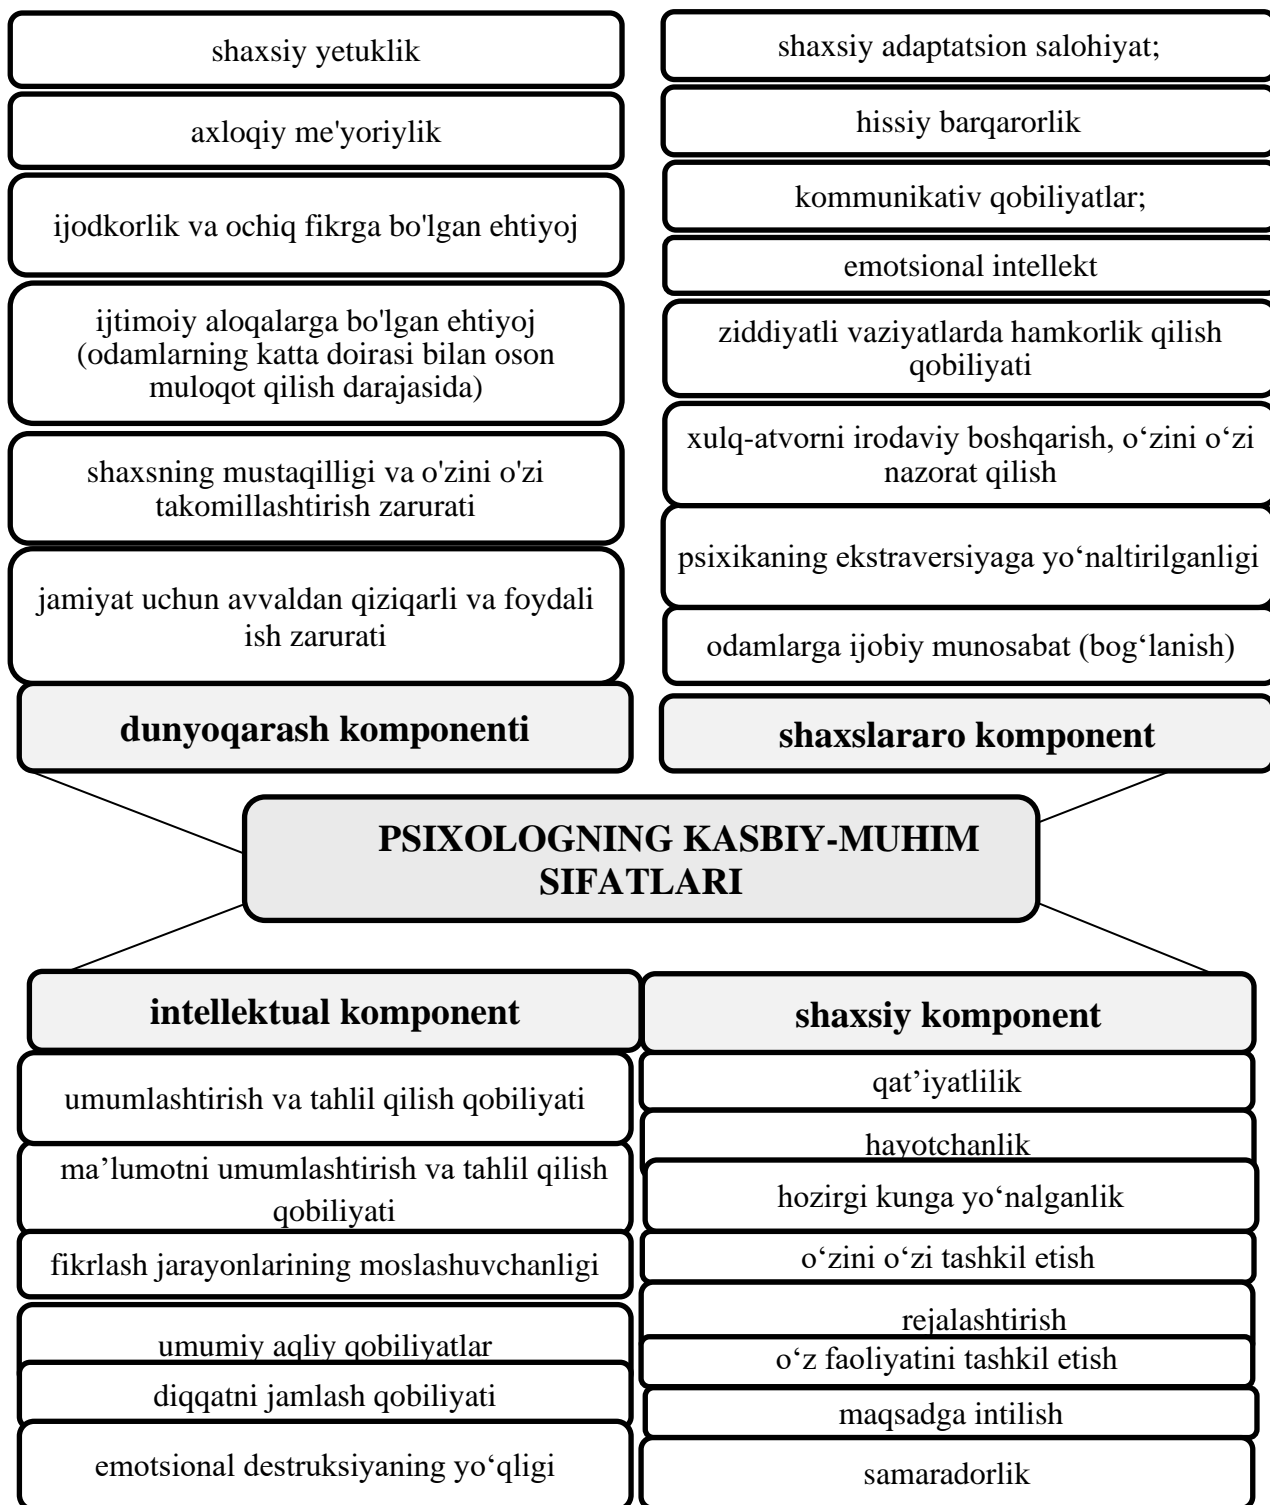 shaxsiy yetuklik
axloqiy me'yoriylik
ijodkorlik va ochiq fikrga bo'lgan ehtiyoj
ijtimoiy aloqalarga bo'lgan ehtiyoj
(odamlarning katta doirasi bilan oson
muloqot qilish darajasida)
shaxsning mustaqilligi va o'zini o'zi
takomillashtirish zarurati
jamiyat uchun avvaldan qiziqarli va foydali
ish zarurati
dunyoqarash komponenti
shaxsiy adaptatsion salohiyat;
hissiy barqarorlik
kommunikativ qobiliyatlar;
emotsional intellekt
ziddiyatli vaziyatlarda hamkorlik qilish
qobiliyati
xulq-atvorni irodaviy boshqarish, o‘zini o‘zi
nazorat qilish
psixikaning ekstraversiyaga yo‘naltirilganligi
odamlarga ijobiy munosabat (bog‘lanish)
shaxslararo komponent
PSIXOLOGNING KASBIY-MUHIM
SIFATLARI
intellektual komponent
umumlashtirish va tahlil qilish qobiliyati
ma’lumotni umumlashtirish va tahlil qilish
qobiliyati
fikrlash jarayonlarining moslashuvchanligi
umumiy aqliy qobiliyatlar
diqqatni jamlash qobiliyati
emotsional destruksiyaning yo‘qligi
shaxsiy komponent
qat’iyatlilik
hayotchanlik
hozirgi kunga yo‘nalganlik
o‘zini o‘zi tashkil etish
rejalashtirish
o‘z faoliyatini tashkil etish
maqsadga intilish
samaradorlik